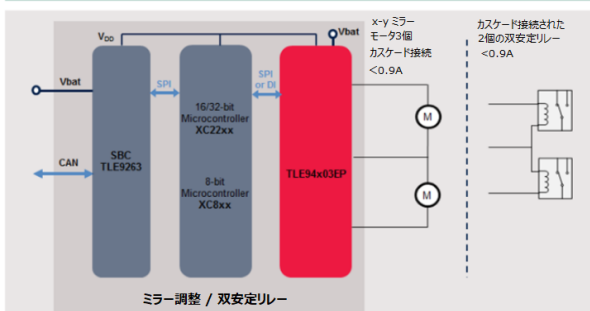 x-y ミラー
モータ3個
カスケード接続
<0.9A
カスケード接続された
2個の双安定リレー
<0.9A
VDD
Vbat
Vbat
SPI
SPI
or DI
CAN
SBC
TLE9263
16/32-bit
Microcontroller
XC22xx
8-bit
Microcontroller
XC8xx
TLE94x03EP
M
M
ミラー調整 / 双安定リレー